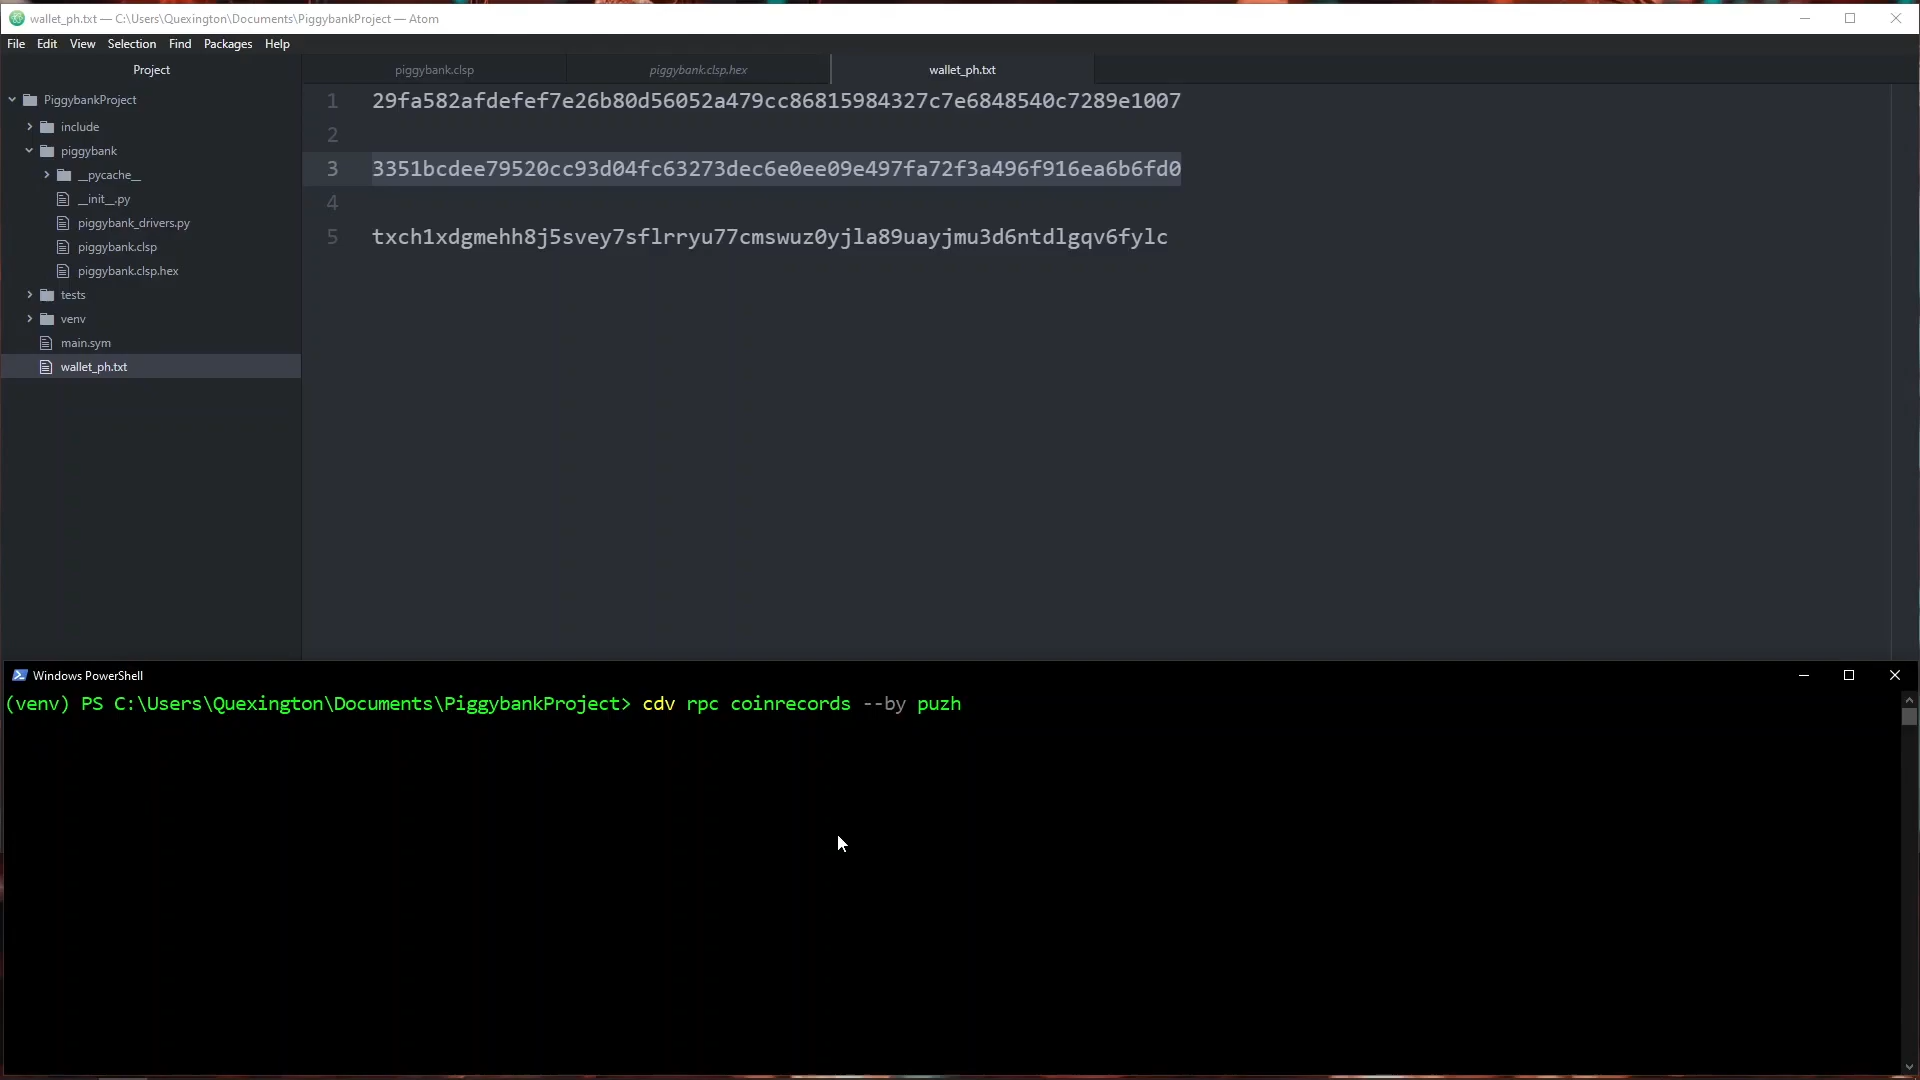 wallet_ph.txt — C:\Users\Quexington\Documents\PiggybankProject — Atom
File Edit View Selection Find Packages Help
Project
PiggybankProject
include
piggybank
__pycache__
__init__.py
piggybank_drivers.py
piggybank.clsp
piggybank.clsp.hex
tests
venv
main.sym
wallet_ph.txt
piggybank.clsp piggybank.clsp.hex wallet_ph.txt
1 29fa582afdefef7e26b80d56052a479cc86815984327c7e6848540c7289e1007
2
3 3351bcdee79520cc93d04fc63273dec6e0ee09e497fa72f3a496f916ea6b6fd0
4
5 txch1xdgmehh8j5svey7sflrryu77cmswuz0yjla89uayjmu3d6ntdlgqv6fylc
Windows PowerShell
(venv) PS C:\Users\Quexington\Documents\PiggybankProject> cdv rpc coinrecords --by puzh